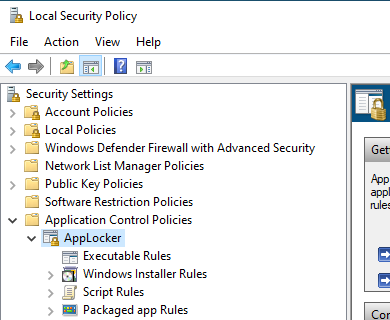 Local Security Policy
File Action View Help
Security Settings
Account Policies
Local Policies
Windows Defender Firewall with Advanced Security
Network List Manager Policies
Public Key Policies
Software Restriction Policies
Application Control Policies
AppLocker
Executable Rules
Windows Installer Rules
Script Rules
Packaged app Rules
Gett
App
appl
rules
Con